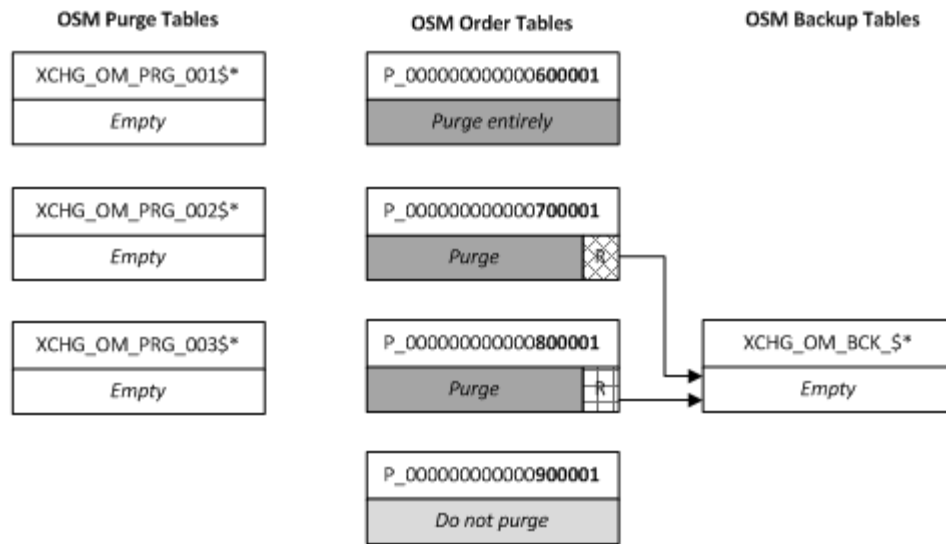 OSM Purge Tables
OSM Order Tables
OSM Backup Tables
XCHG_OM_PRG_001$*
Empty
P_000000000000600001
Purge entirely
XCHG_OM_PRG_002$*
Empty
P_000000000000700001
Purge
R
XCHG_OM_PRG_003$*
Empty
P_000000000000800001
Purge
R
XCHG_OM_BCK_$*
Empty
P_000000000000900001
Do not purge